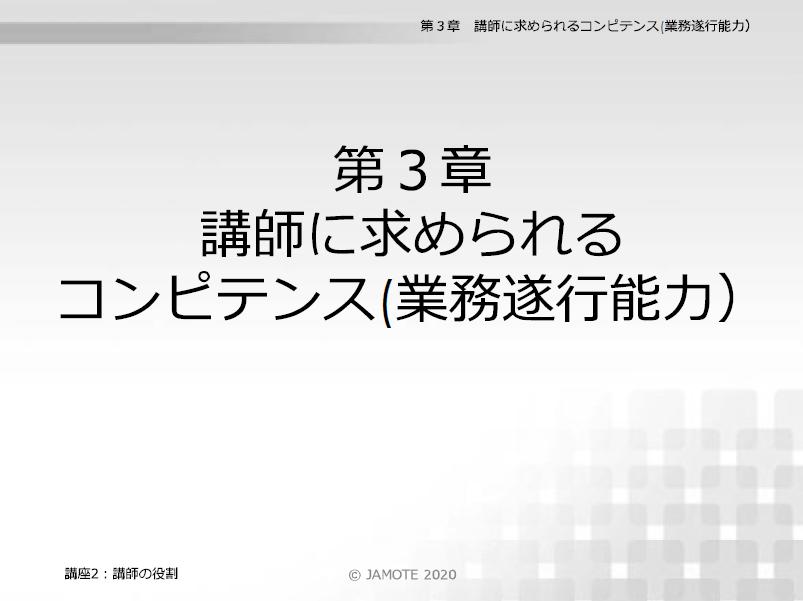 第３章　講師に求められるコンピテンス(業務遂行能力）
第３章
講師に求められる
コンピテンス(業務遂行能力）
講座2：講師の役割
© JAMOTE 2020